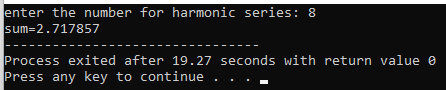 enter the number for harmonic series: 8
sum=2.717857
--------------------------------
Process exited after 19.27 seconds with return value 0
Press any key to continue . . .